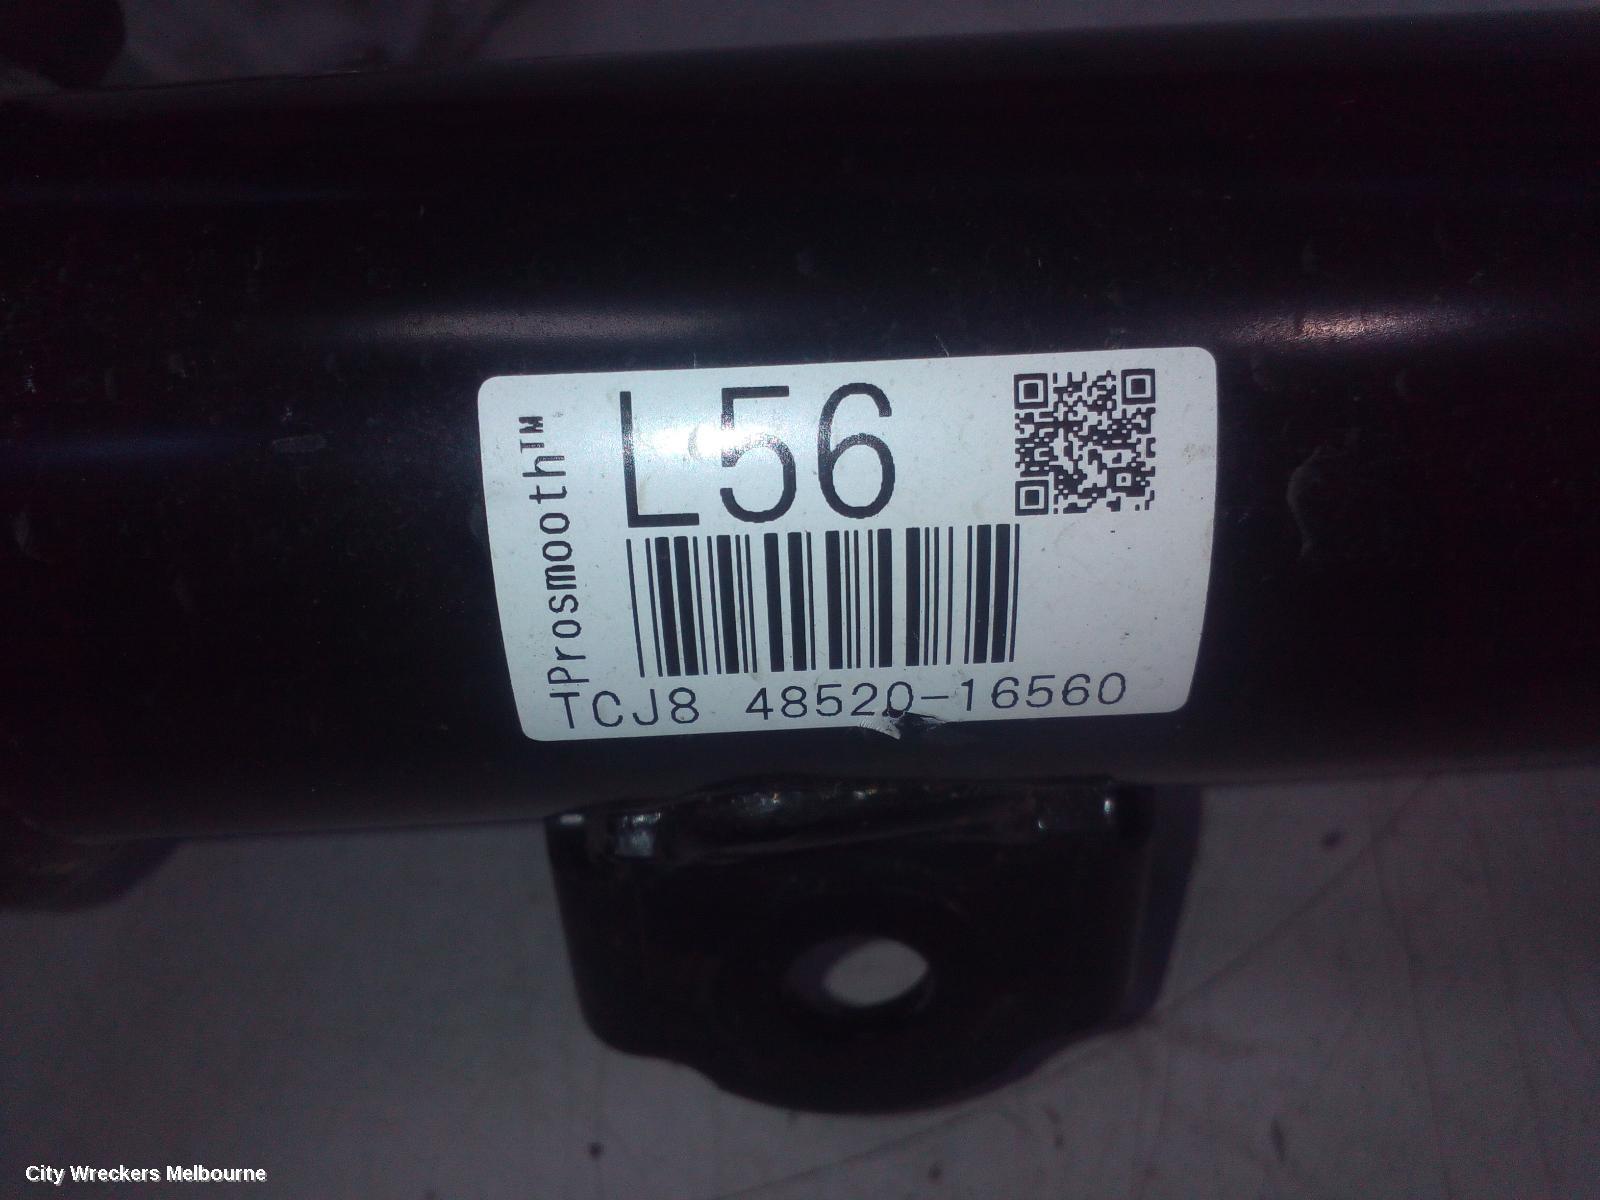 L56
Prosmooth™
TCJ8 48520-16560
City Wreckers Melbourne